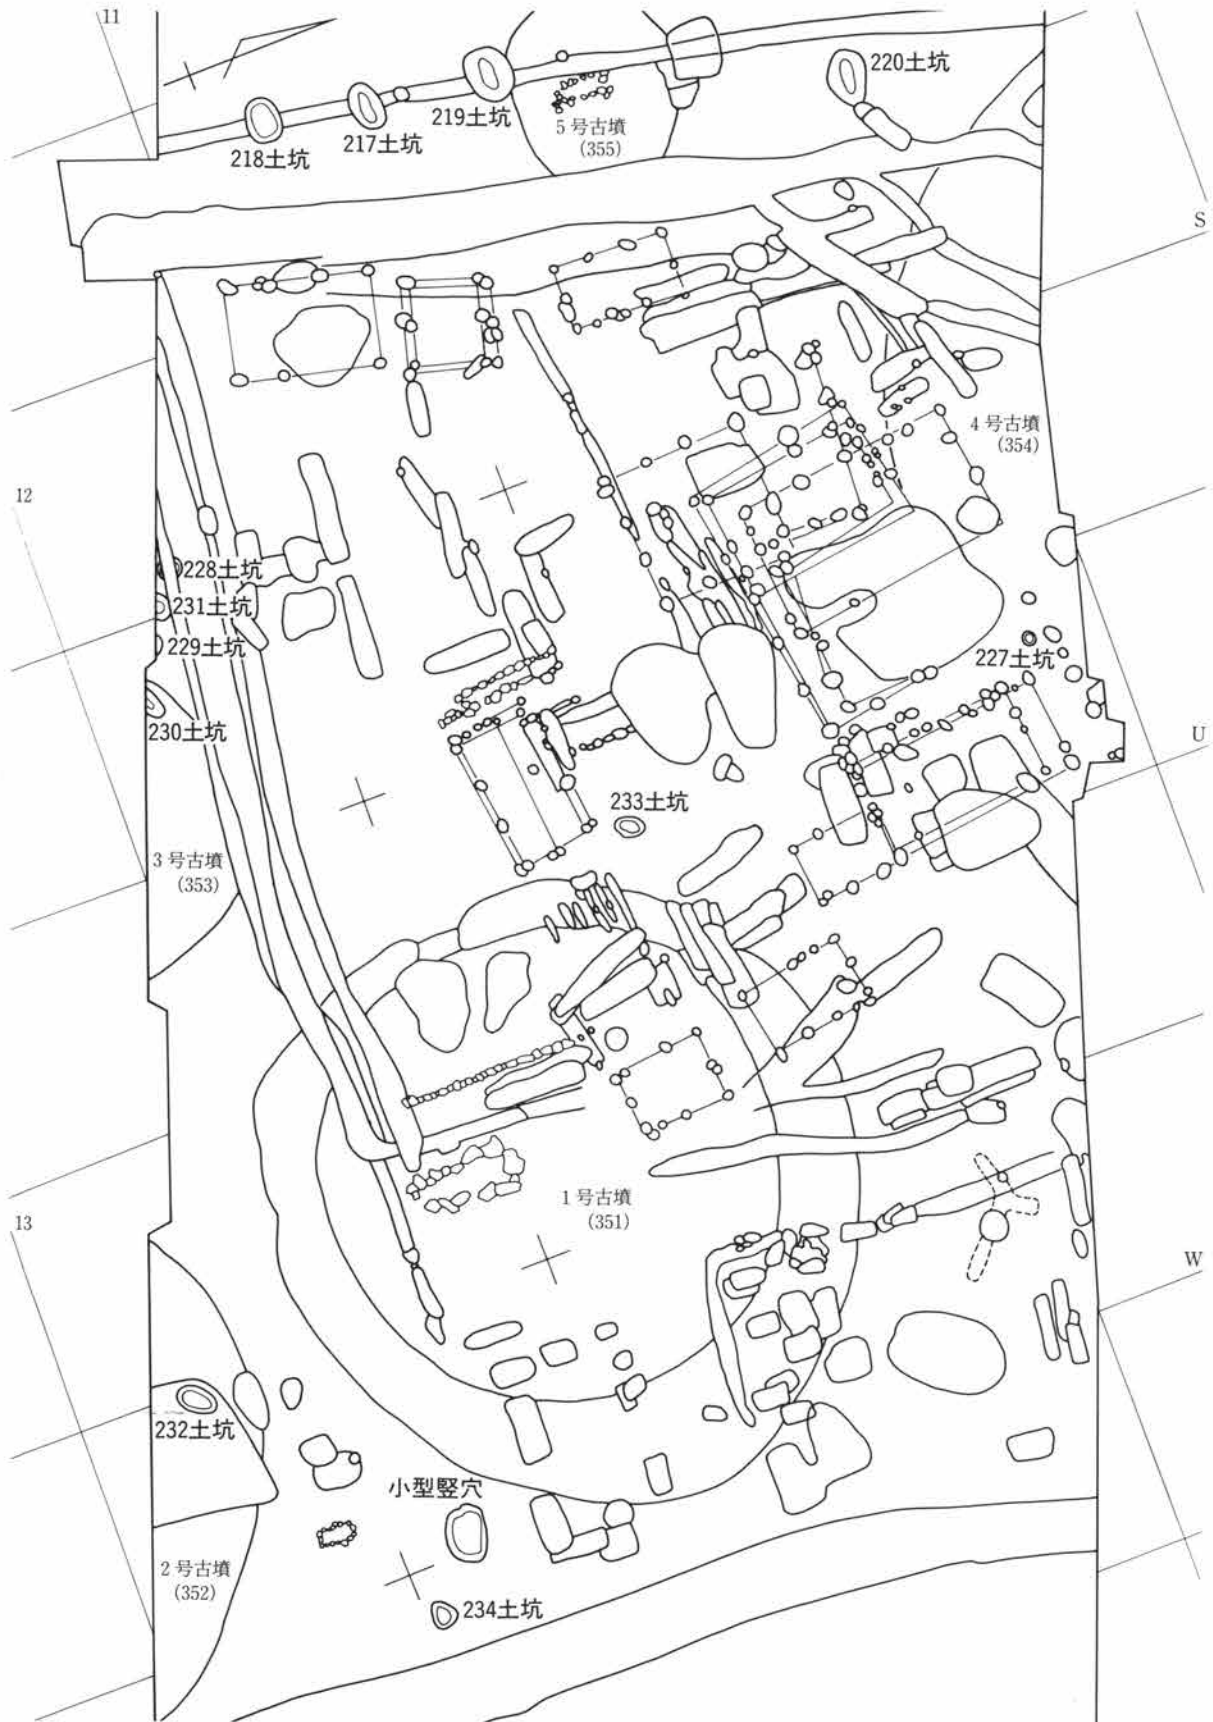 11
220土坑
219土坑
5号古墳
(355)
217土坑
218土坑
S
4号古墳
(354)
12
228土坑
231土坑
229土坑
227土坑
230土坑
U
233土坑
3号古墳
(353)
1号古墳
(351)
13
W
232土坑
小型竪穴
2号古墳
(352)
234土坑